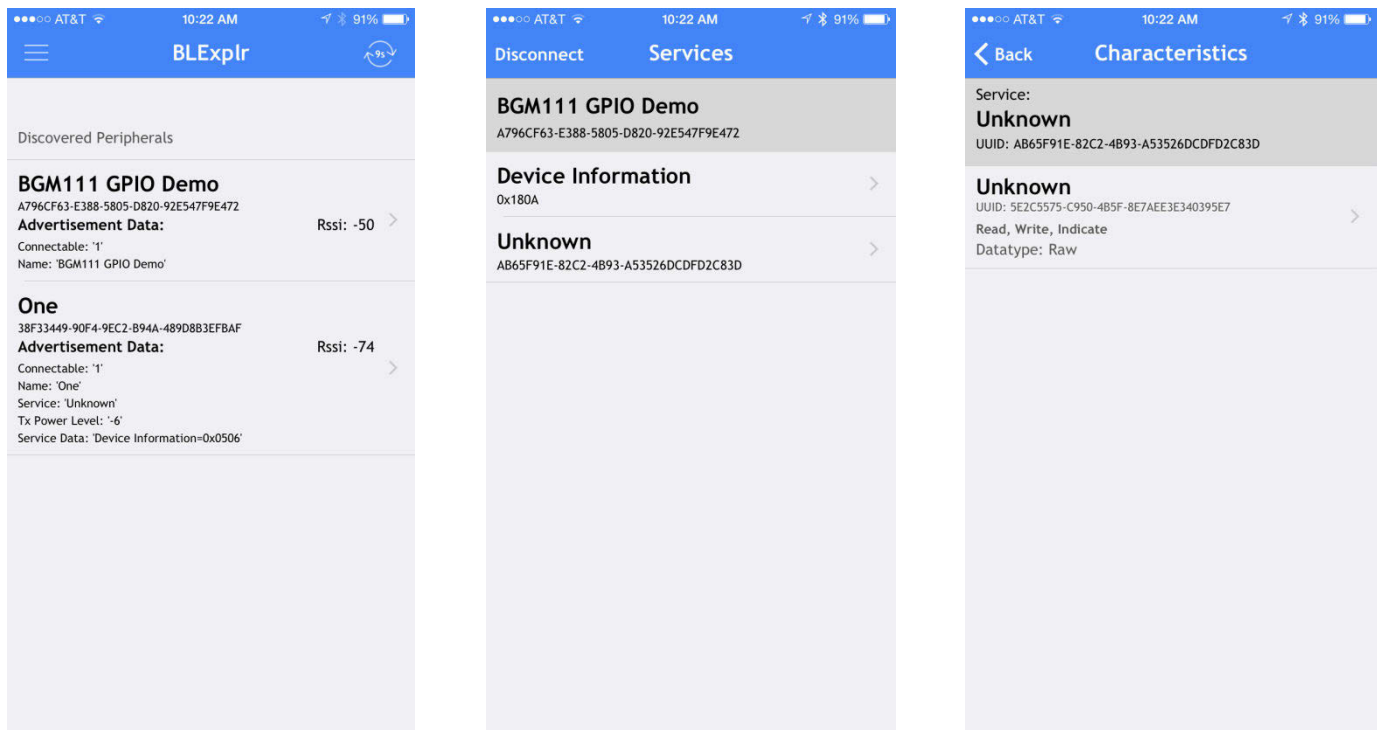 AT&T 10:22 AM 91%
BLExplr 9s
Discovered Peripherals
BGM111 GPIO Demo
A796CF63-E388-5805-D820-92E547F9E472
Advertisement Data: Rssi: -50
Connectable: '1'
Name: 'BGM111 GPIO Demo'
One
38F33449-90F4-9EC2-B94A-489D8B3EFBAF
Advertisement Data: Rssi: -74
Connectable: '1'
Name: 'One'
Service: 'Unknown'
Tx Power Level: '-6'
Service Data: 'Device Information=0x0506'
AT&T 10:22 AM 91%
Disconnect Services
BGM111 GPIO Demo
A796CF63-E388-5805-D820-92E547F9E472
Device Information
0x180A
Unknown
AB65F91E-82C2-4B93-A53526DCDFD2C83D
AT&T 10:22 AM 91%
Back Characteristics
Service:
Unknown
UUID: AB65F91E-82C2-4B93-A53526DCDFD2C83D
Unknown
UUID: 5E2C5575-C950-4B5F-8E7AEE3E340395E7
Read, Write, Indicate
Datatype: Raw